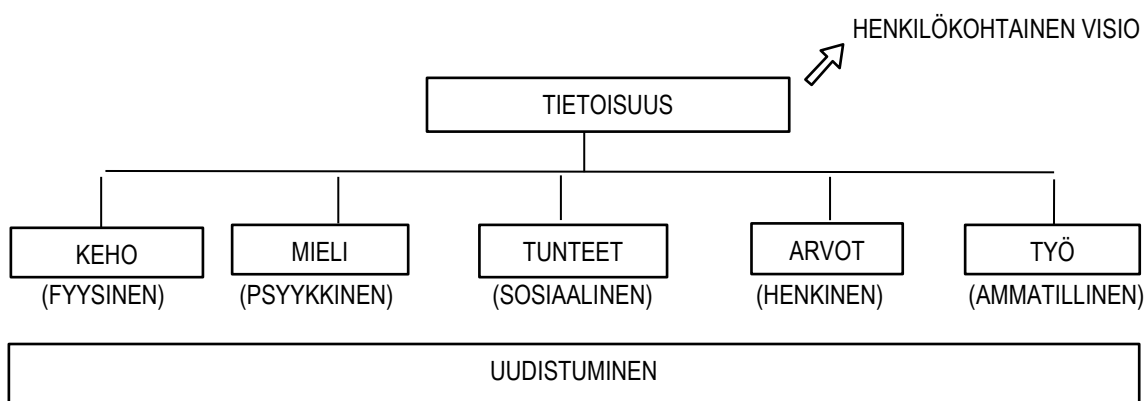 HENKILÖKOHTAINEN VISIO
TIETOISUUS
KEHO MIELI TUNTEET ARVOT TYÖ
(FYYSINEN) (PSYYKKINEN) (SOSIAALINEN) (HENKINEN) (AMMATILLINEN)
UUDISTUMINEN